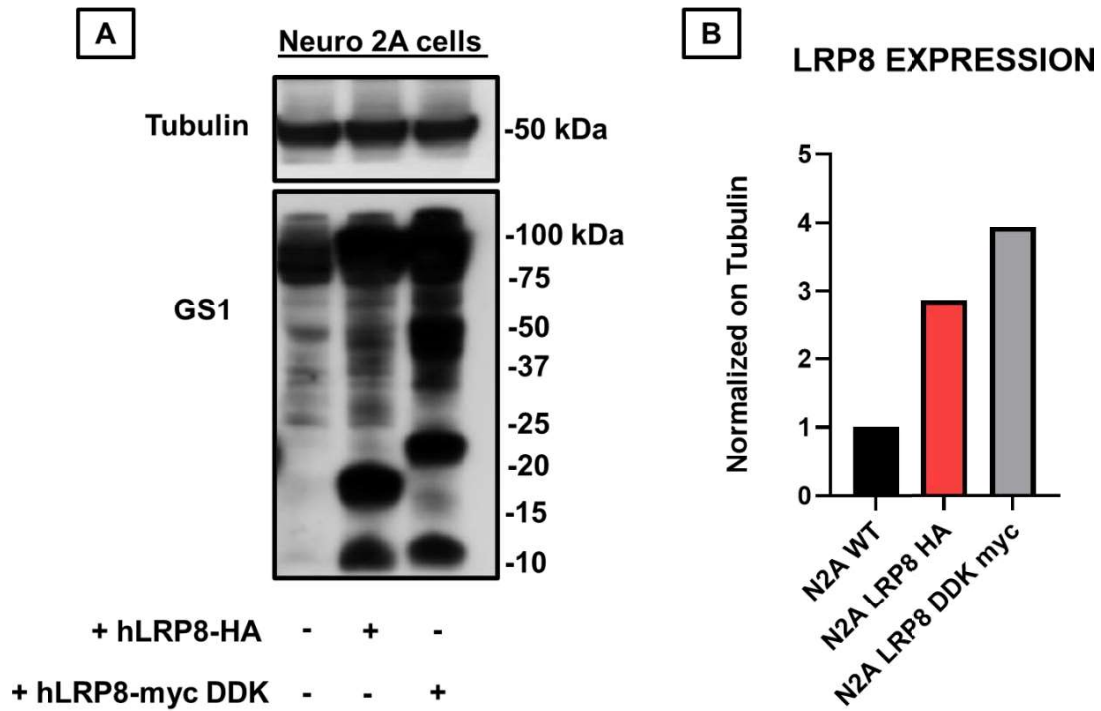 A
Neuro 2A cells
Tubulin
-50 kDa
GS1
-100 kDa
-75
-50
-37
-25
-20
-15
-10
+ hLRP8-HA - + -
+ hLRP8-myc DDK - - +
B
LRP8 EXPRESSION
Normalized on Tubulin
5
4
3
2
1
0
N2A WT
N2A LRP8 HA
N2A LRP8 DDK myc